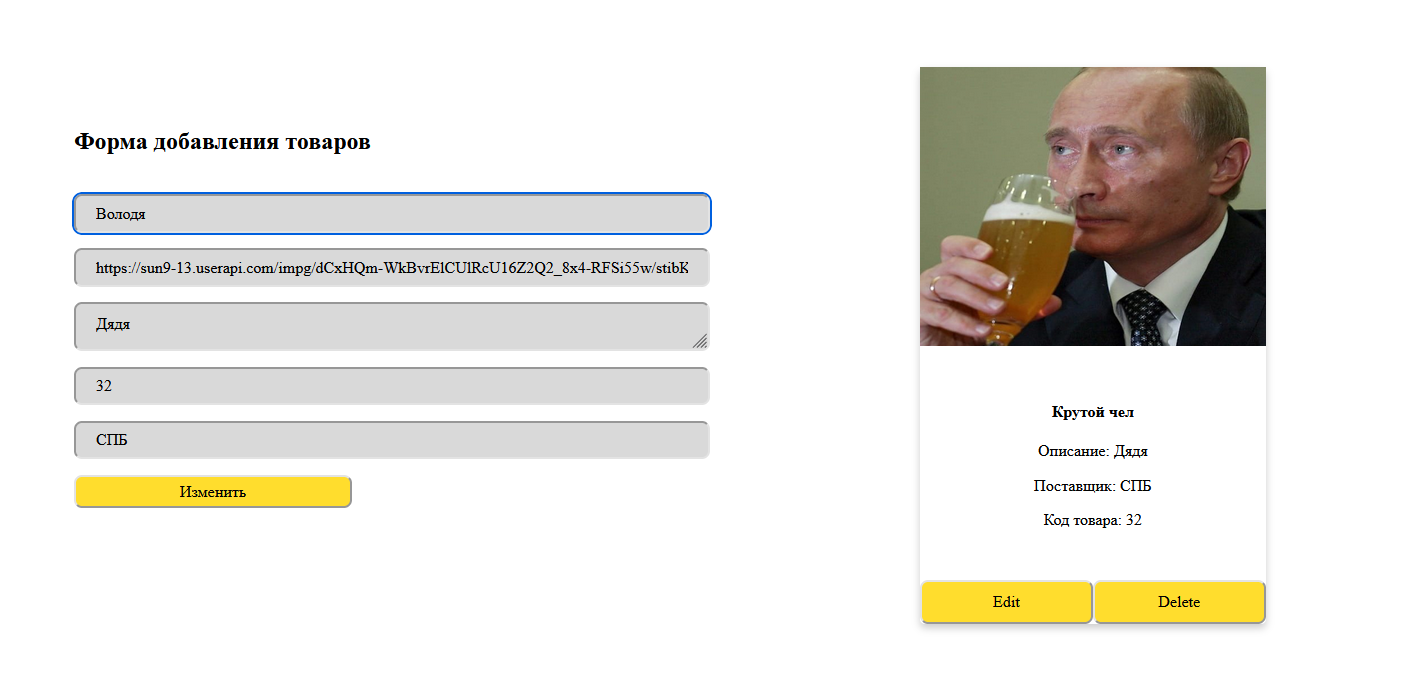 Форма добавления товаров
Володя
https://sun9-13.userapi.com/impg/dCxHQm-WkBvrElCUlRcU16Z2Q2_8x4-RFSi55w/stibK
Дядя
32
СПБ
Изменить
Крутой чел
Описание: Дядя
Поставщик: СПБ
Код товара: 32
Edit Delete